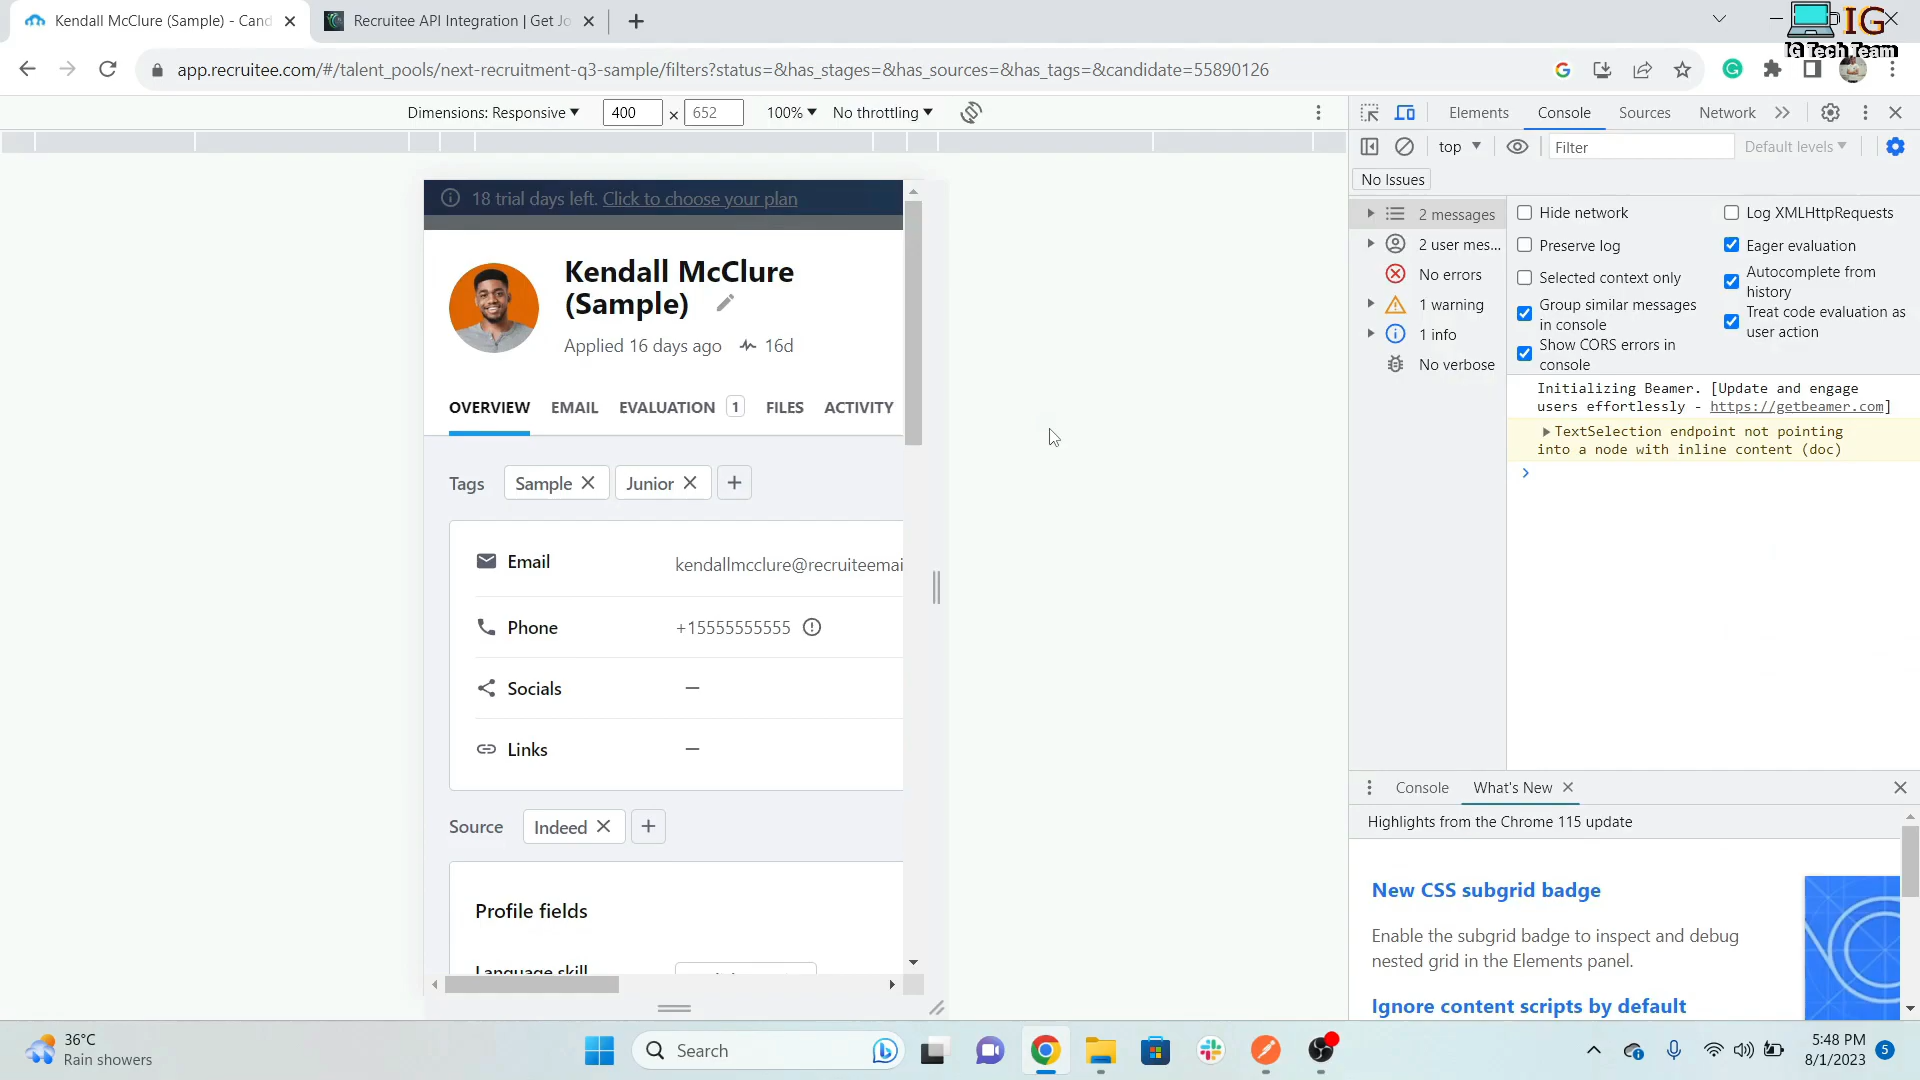 Kendall McClure (Sample) - Cand
Recruitee API Integration | Get Jo
IG
IG Tech Team
app.recruitee.com/#/talent_pools/next-recruitment-q3-sample/filters?status=&has_stages=&has_sources=&has_tags=&candidate=55890126
Dimensions: Responsive 400 × 652 100% No throttling
Elements Console Sources Network
top Filter Default levels
No Issues
2 messages
2 user mes...
No errors
1 warning
1 info
No verbose
Hide network
Log XMLHttpRequests
Preserve log
Eager evaluation
Selected context only
Autocomplete from
history
Group similar messages
in console
Treat code evaluation as
user action
Show CORS errors in
console
Initializing Beamer. [Update and engage
users effortlessly - https://getbeamer.com]
TextSelection endpoint not pointing
into a node with inline content (doc)
18 trial days left. Click to choose your plan
Kendall McClure
(Sample)
Applied 16 days ago 16d
OVERVIEW EMAIL EVALUATION 1 FILES ACTIVITY
Tags Sample Junior
Email kendallmcclure@recruiteemai
Phone +15555555555
Socials —
Links —
Source Indeed
Profile fields
Language skill
Console What's New
Highlights from the Chrome 115 update
New CSS subgrid badge
Enable the subgrid badge to inspect and debug
nested grid in the Elements panel.
Ignore content scripts by default
36°C
Rain showers
Search
5:48 PM
8/1/2023
5